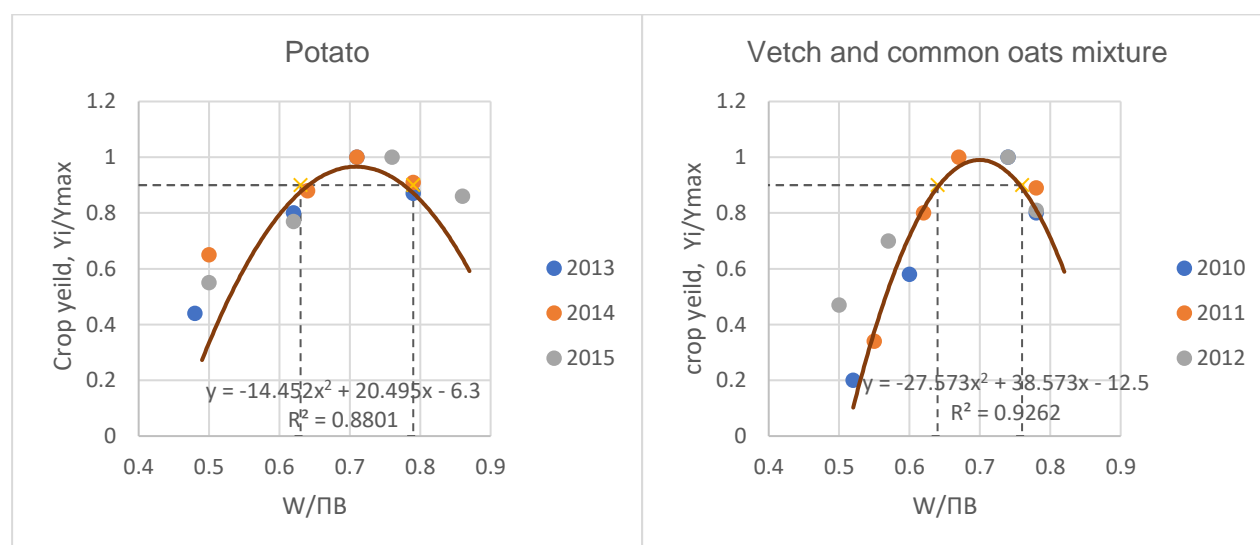 Potato
Crop yeild, Yi/Ymax
1.2
1
0.8
0.6
0.4
0.2
0
y = -14.452x² + 20.495x - 6.3
R² = 0.8801
0.4 0.5 0.6 0.7 0.8 0.9
W/ПВ
2013
2014
2015
Vetch and common oats mixture
crop yeild, Yi/Ymax
1.2
1
0.8
0.6
0.4
0.2
0
y = -27.573x² + 38.573x - 12.5
R² = 0.9262
0.4 0.5 0.6 0.7 0.8 0.9
W/ПВ
2010
2011
2012